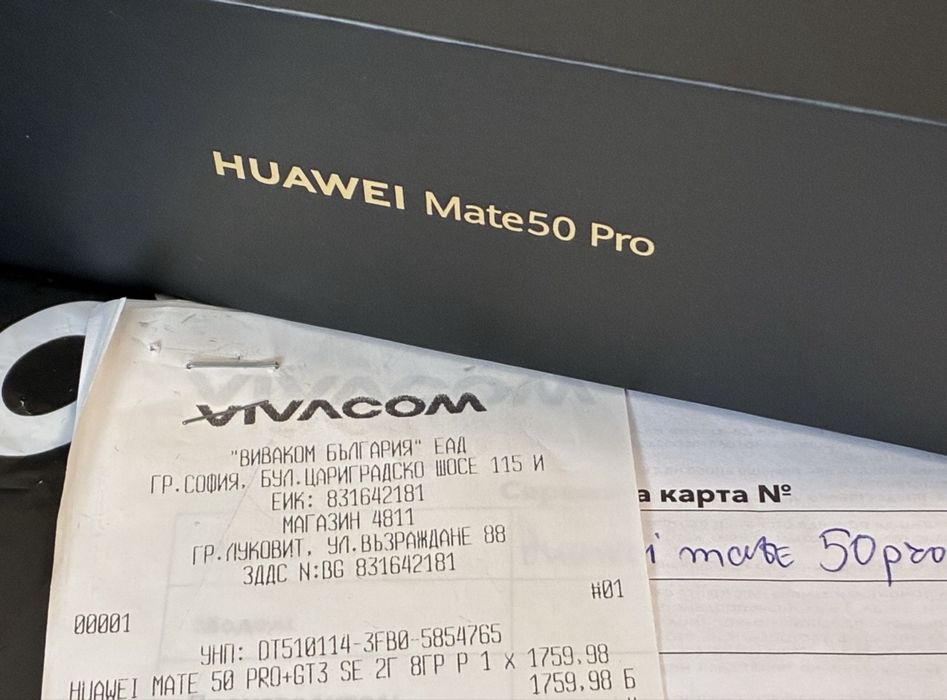 HUAWEI Mate50 Pro
VIVACOM
"ВИВАКОМ БЪЛГАРИЯ" ЕАД
ГР.СОФИЯ, БУЛ.ЦАРИГРАДСКО ШОСЕ 115 И
ЕИК: 831642181
МАГАЗИН 4811
ГР.ЛУКОВИТ, УЛ.ВЪЗРАЖДАНЕ 88
ЗДДС N:BG 831642181
#01
00001
УНП: DT510114-3FB0-5854765
HUAWEI MATE 50 PRO+GT3 SE 2Г 8ГР Р 1 x 1759.98
1759.98 Б
а карта №
i mate 50pro